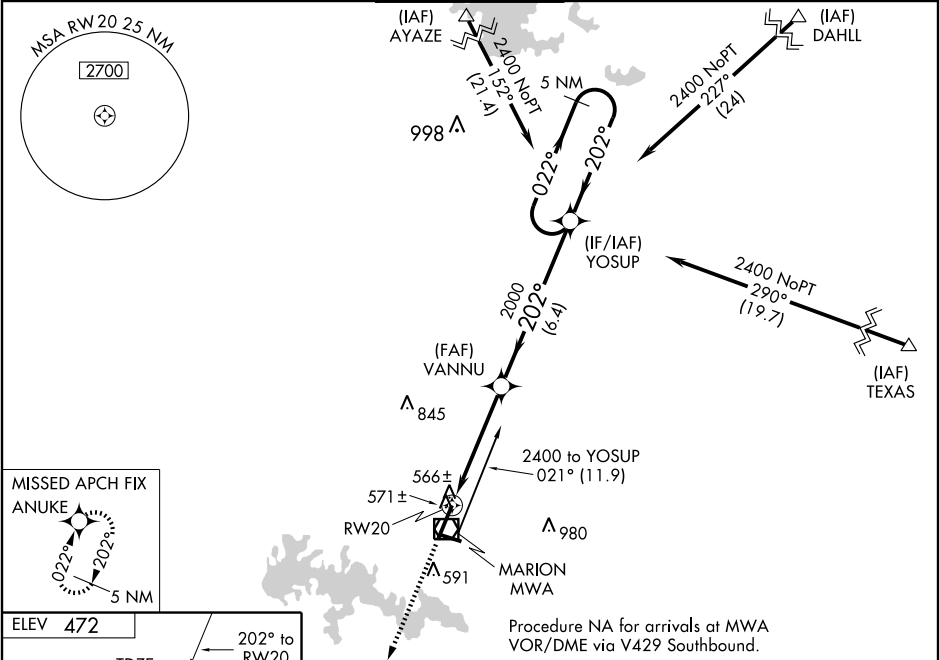 MSA RW20 25 NM
2700
(IAF)
AYAZE
2400 NoPT
152°
(21.4)
5 NM
(IAF)
DAHLL
2400 NoPT
227°
(24)
998
022°
202°
(IF/IAF)
YOSUP
2400 NoPT
290°
(19.7)
(IAF)
TEXAS
2000
202°
(6.4)
(FAF)
VANNU
845
2400 to YOSUP
021° (11.9)
566±
571±
RW20
980
591
MARION
MWA
MISSED APCH FIX
ANUKE
022°
202°
5 NM
Procedure NA for arrivals at MWA
VOR/DME via V429 Southbound.
ELEV 472
202° to
RW20